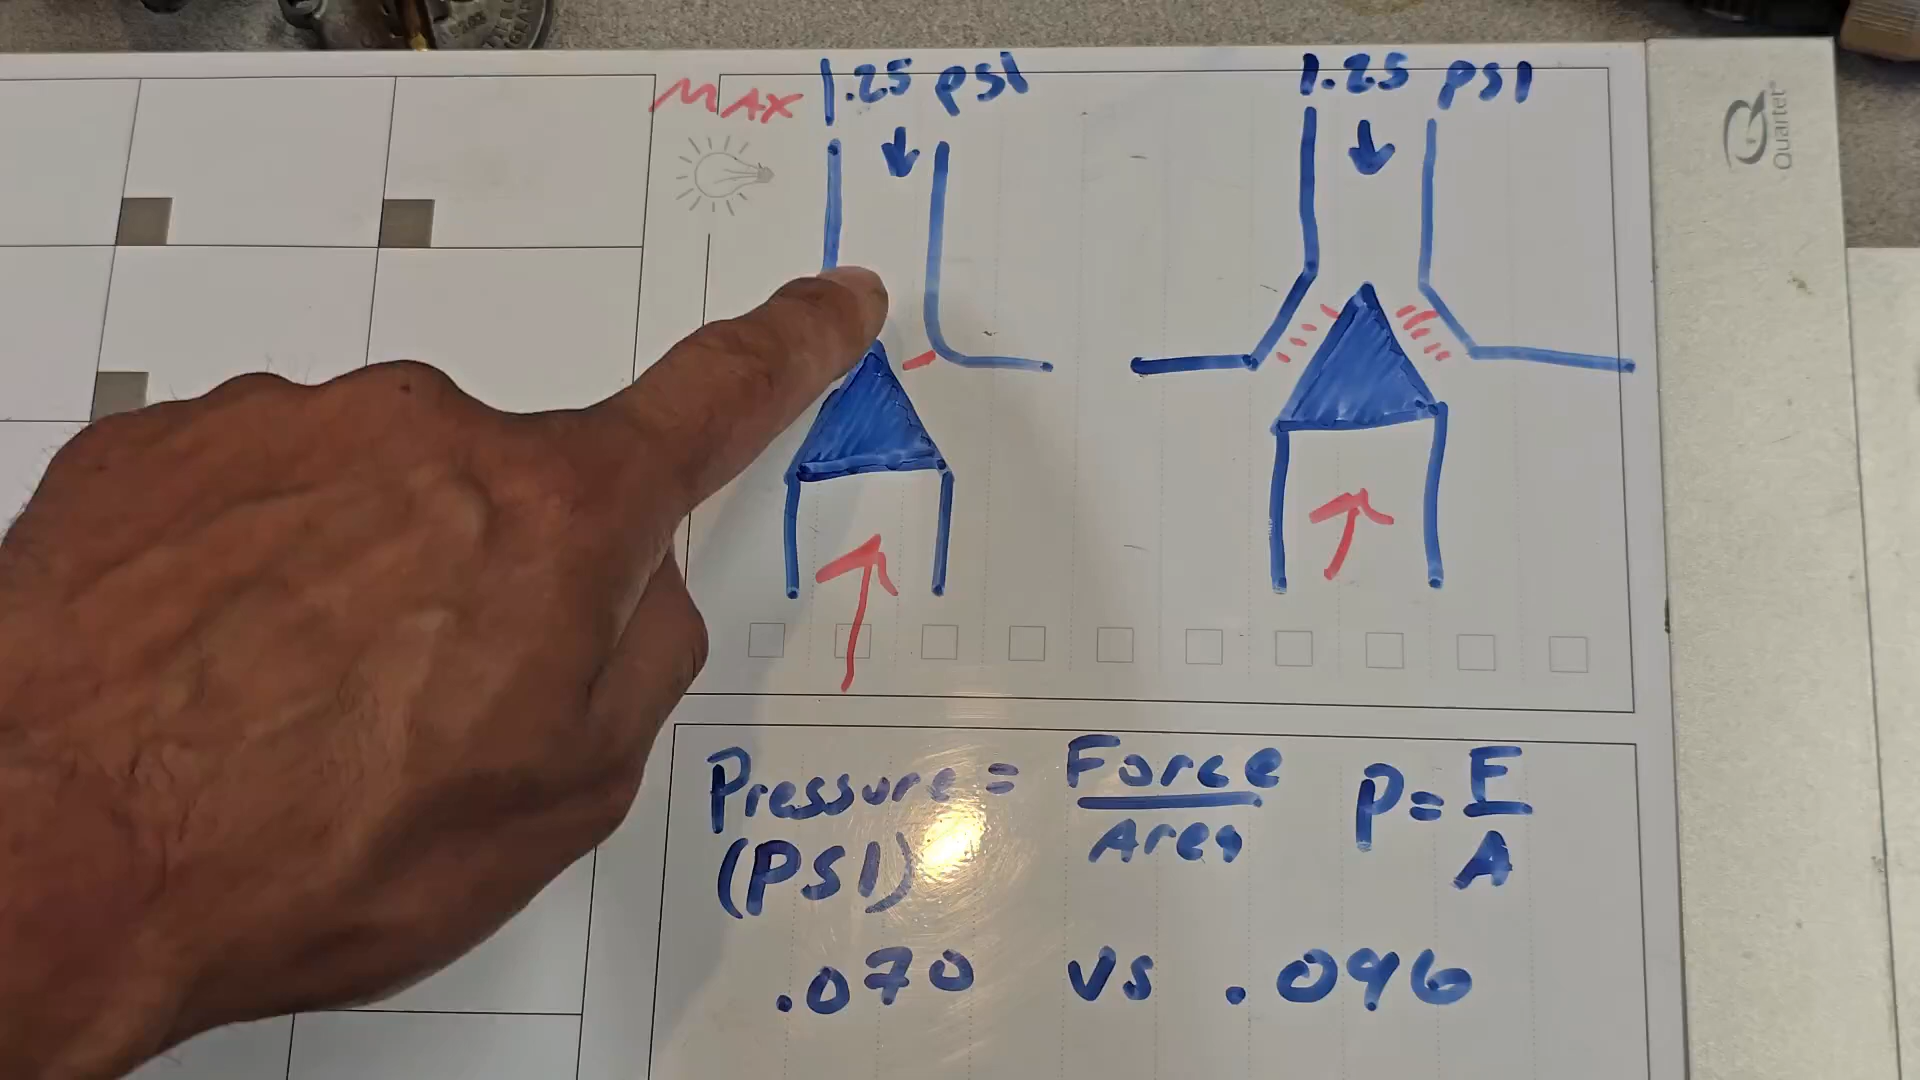 MAX 1.25 psi
1.25 psi
Quartet
Pressure = Force / Area
(PSI)
P = F / A
.070 vs .096